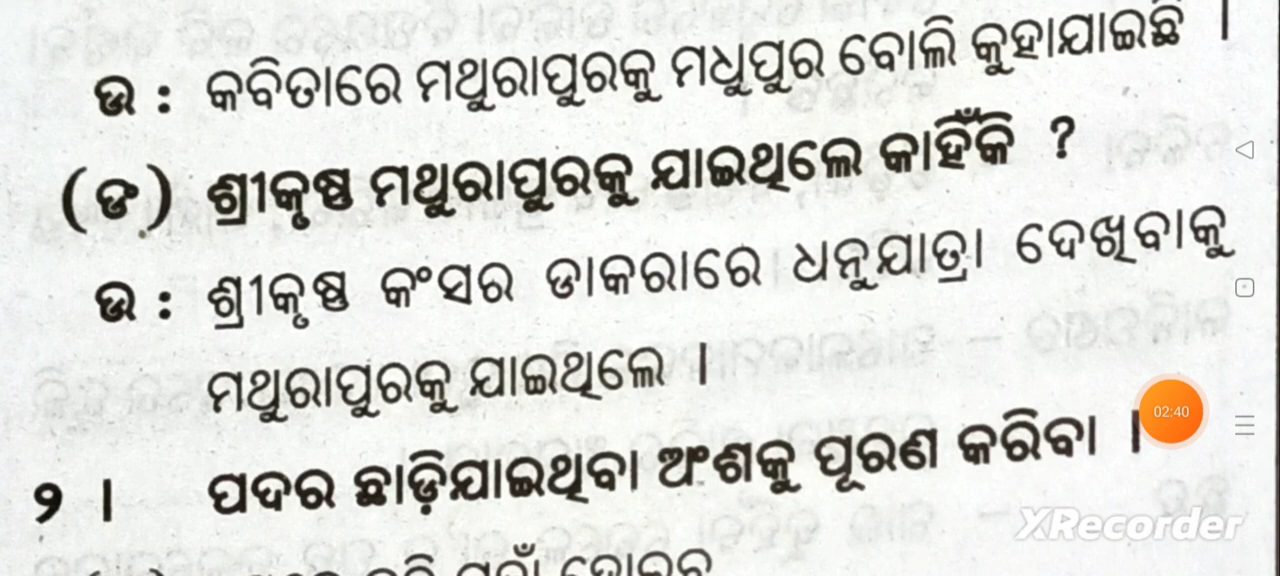 ଉ : କବିତାରେ ମଥୁରାପୁରକୁ ମଧୁପୁର ବୋଲି କୁହାଯାଇଛି ।
(ଙ) ଶ୍ରୀକୃଷ୍ଣ ମଥୁରାପୁରକୁ ଯାଇଥିଲେ କାହିଁକି ?
ଉ : ଶ୍ରୀକୃଷ୍ଣ କଂସର ଡାକରାରେ ଧନୁଯାତ୍ରା ଦେଖିବାକୁ
ମଥୁରାପୁରକୁ ଯାଇଥିଲେ ।
02:40
୨ । ପଦର ଛାଡ଼ିଯାଇଥିବା ଅଂଶକୁ ପୂରଣ କରିବା ।
XRecorder